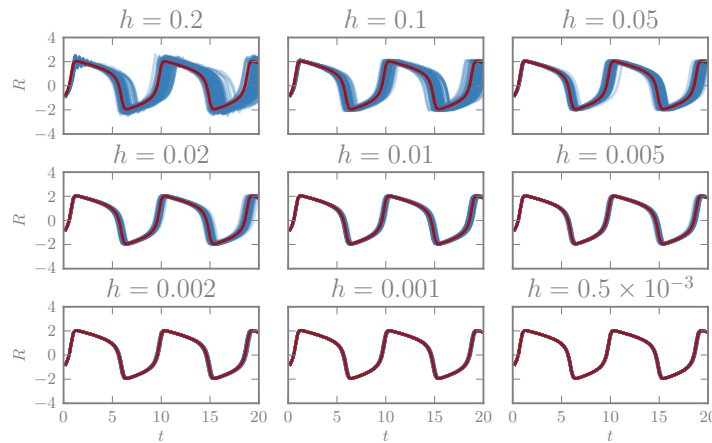 h = 0.2
h = 0.1
h = 0.05
4
2
0
−2
−4
R
h = 0.02
h = 0.01
h = 0.005
4
2
0
−2
−4
R
h = 0.002
h = 0.001
h = 0.5 × 10⁻³
4
2
0
−2
−4
R
0 5 10 15 20
0 5 10 15 20
0 5 10 15 20
t
t
t